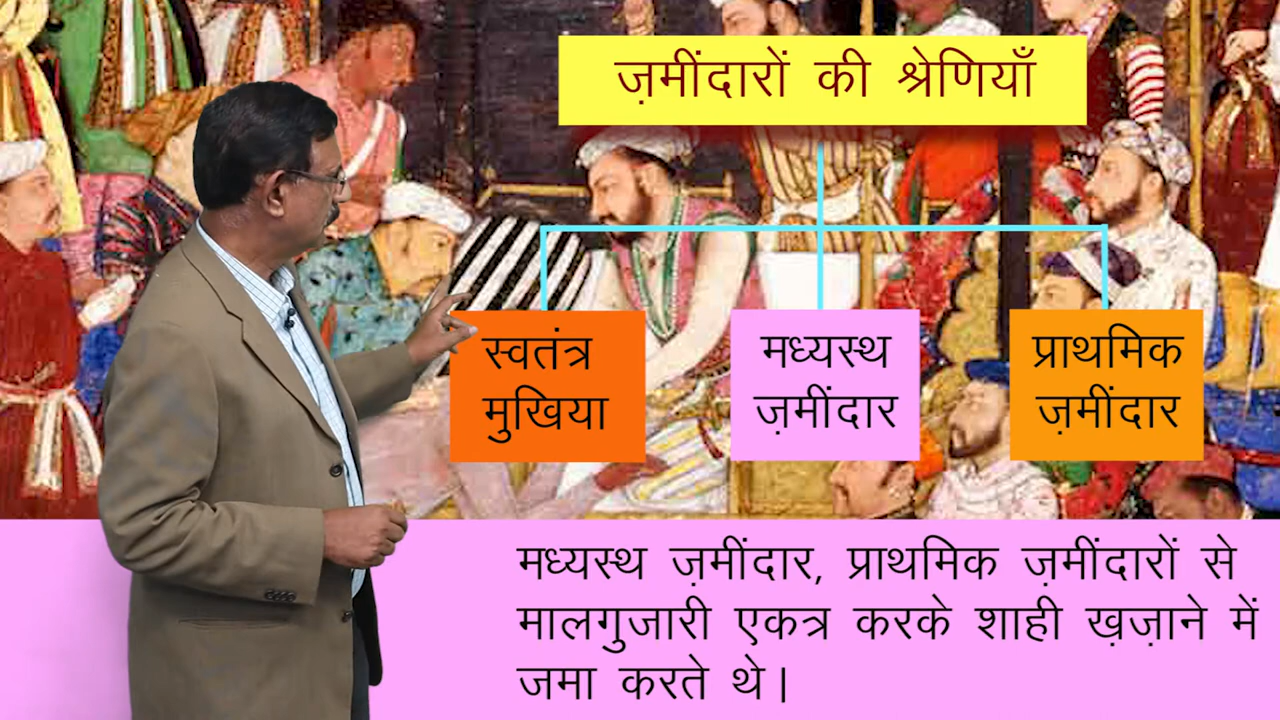 ज़मींदारों की श्रेणियाँ
स्वतंत्र
मुखिया
मध्यस्थ
ज़मींदार
प्राथमिक
ज़मींदार
मध्यस्थ ज़मींदार, प्राथमिक ज़मींदारों से
मालगुजारी एकत्र करके शाही ख़ज़ाने में
जमा करते थे।